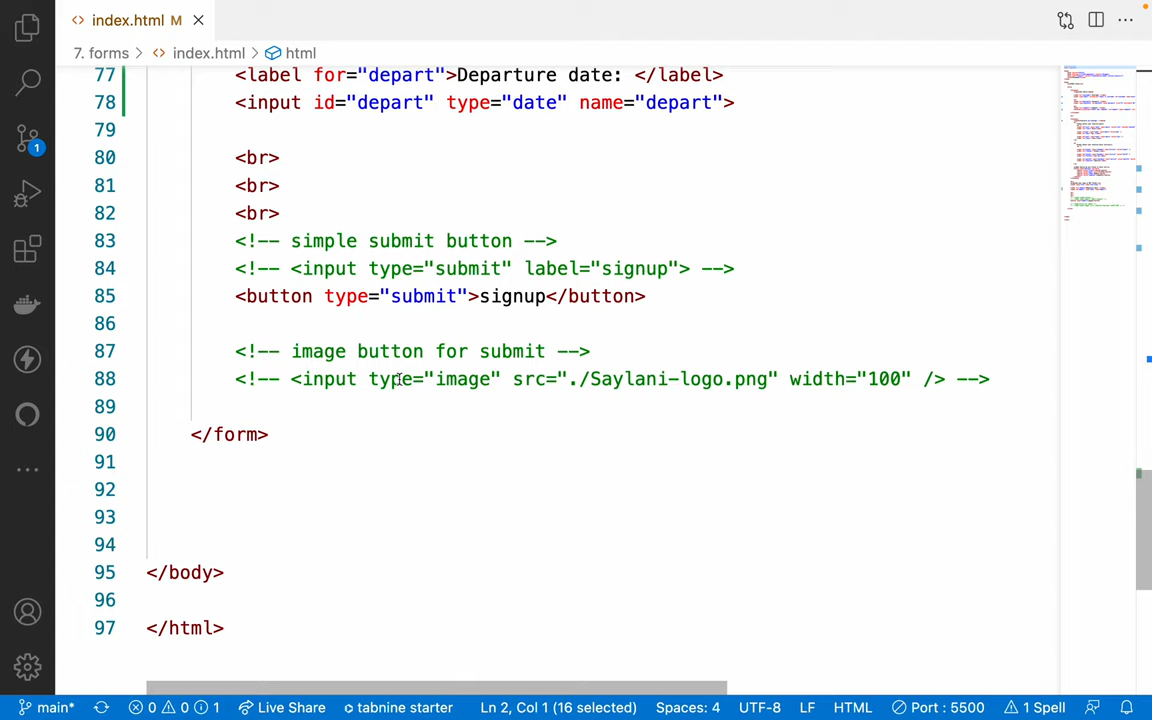 index.html M
7. forms index.html html
77 <label for="depart">Departure date: </label>
78 <input id="depart" type="date" name="depart">
79
80 <br>
81 <br>
82 <br>
83 <!-- simple submit button -->
84 <!-- <input type="submit" label="signup"> -->
85 <button type="submit">signup</button>
86
87 <!-- image button for submit -->
88 <!-- <input type="image" src="./Saylani-logo.png" width="100" /> -->
89
90 </form>
91
92
93
94
95 </body>
96
97 </html>
1
main* 0 0 1 Live Share tabnine starter Ln 2, Col 1 (16 selected) Spaces: 4 UTF-8 LF HTML Port : 5500 1 Spell